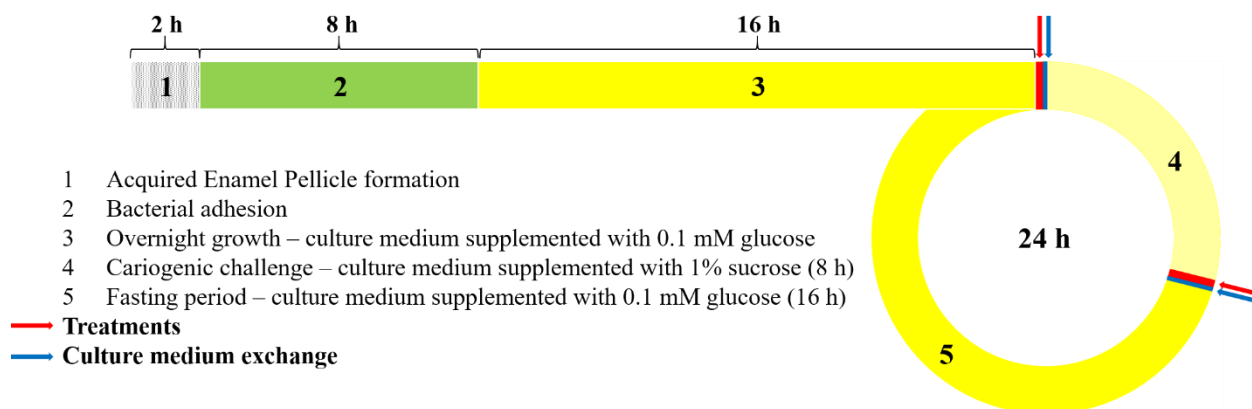 2 h 8 h 16 h
1 2 3
4
24 h
5
1 Acquired Enamel Pellicle formation
2 Bacterial adhesion
3 Overnight growth – culture medium supplemented with 0.1 mM glucose
4 Cariogenic challenge – culture medium supplemented with 1% sucrose (8 h)
5 Fasting period – culture medium supplemented with 0.1 mM glucose (16 h)
Treatments
Culture medium exchange